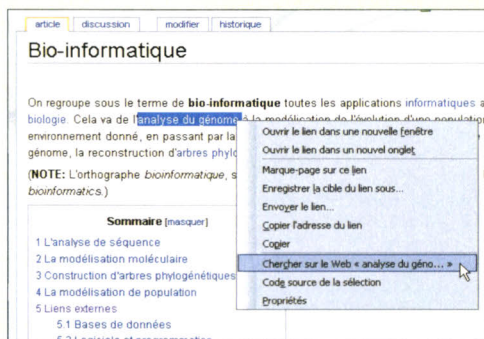 article discussion modifier historique
Bio-informatique
On regroupe sous le terme de bio-informatique toutes les applications informatiques
biologie. Cela va de l'analyse du génome à la modélisation de l'évolution d'une population
environnement donné, en passant par la
génome, la reconstruction d'arbres
(NOTE: L'orthographe bioinformatique,
bioinformatics.)
Ouvrir le lien dans une nouvelle fenêtre
Ouvrir le lien dans un nouvel onglet
Marque-page sur ce lien
Enregistrer la cible du lien sous...
Envoyer le lien...
Copier l'adresse du lien
Copier
Chercher sur le Web « analyse du géno... »
Code source de la sélection
Propriétés
Sommaire [masquer]
1 L'analyse de séquence
2 La modélisation moléculaire
3 Construction d'arbres phylogénétiques
4 La modélisation de population
5 Liens externes
5.1 Bases de données
5.2 Logiciels et programmation